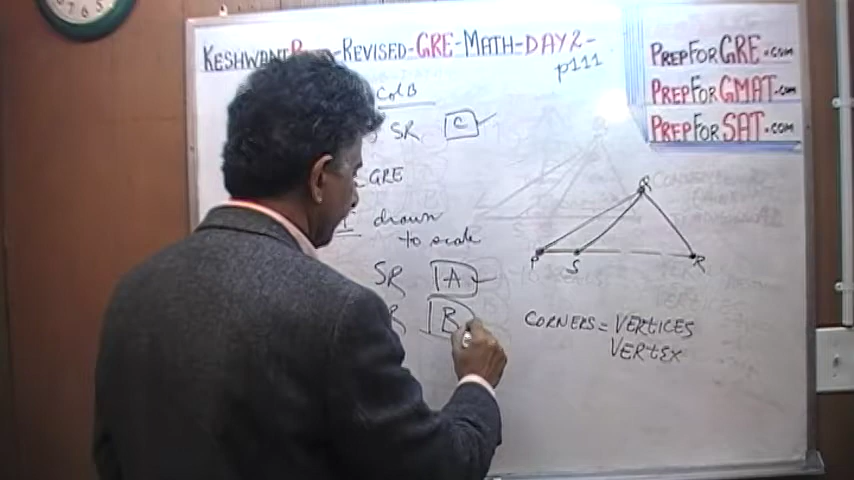 KESHWANT -REVISED-GRE-MATH-DAY2-
p111
PREPFORGRE.COM
PREPFORGMAT.COM
PREPFORSAT.COM
Col B
SR C
GRE
drawn
to scale
SR A
R B
P S R
CORNERS = VERTICES
VERTEX